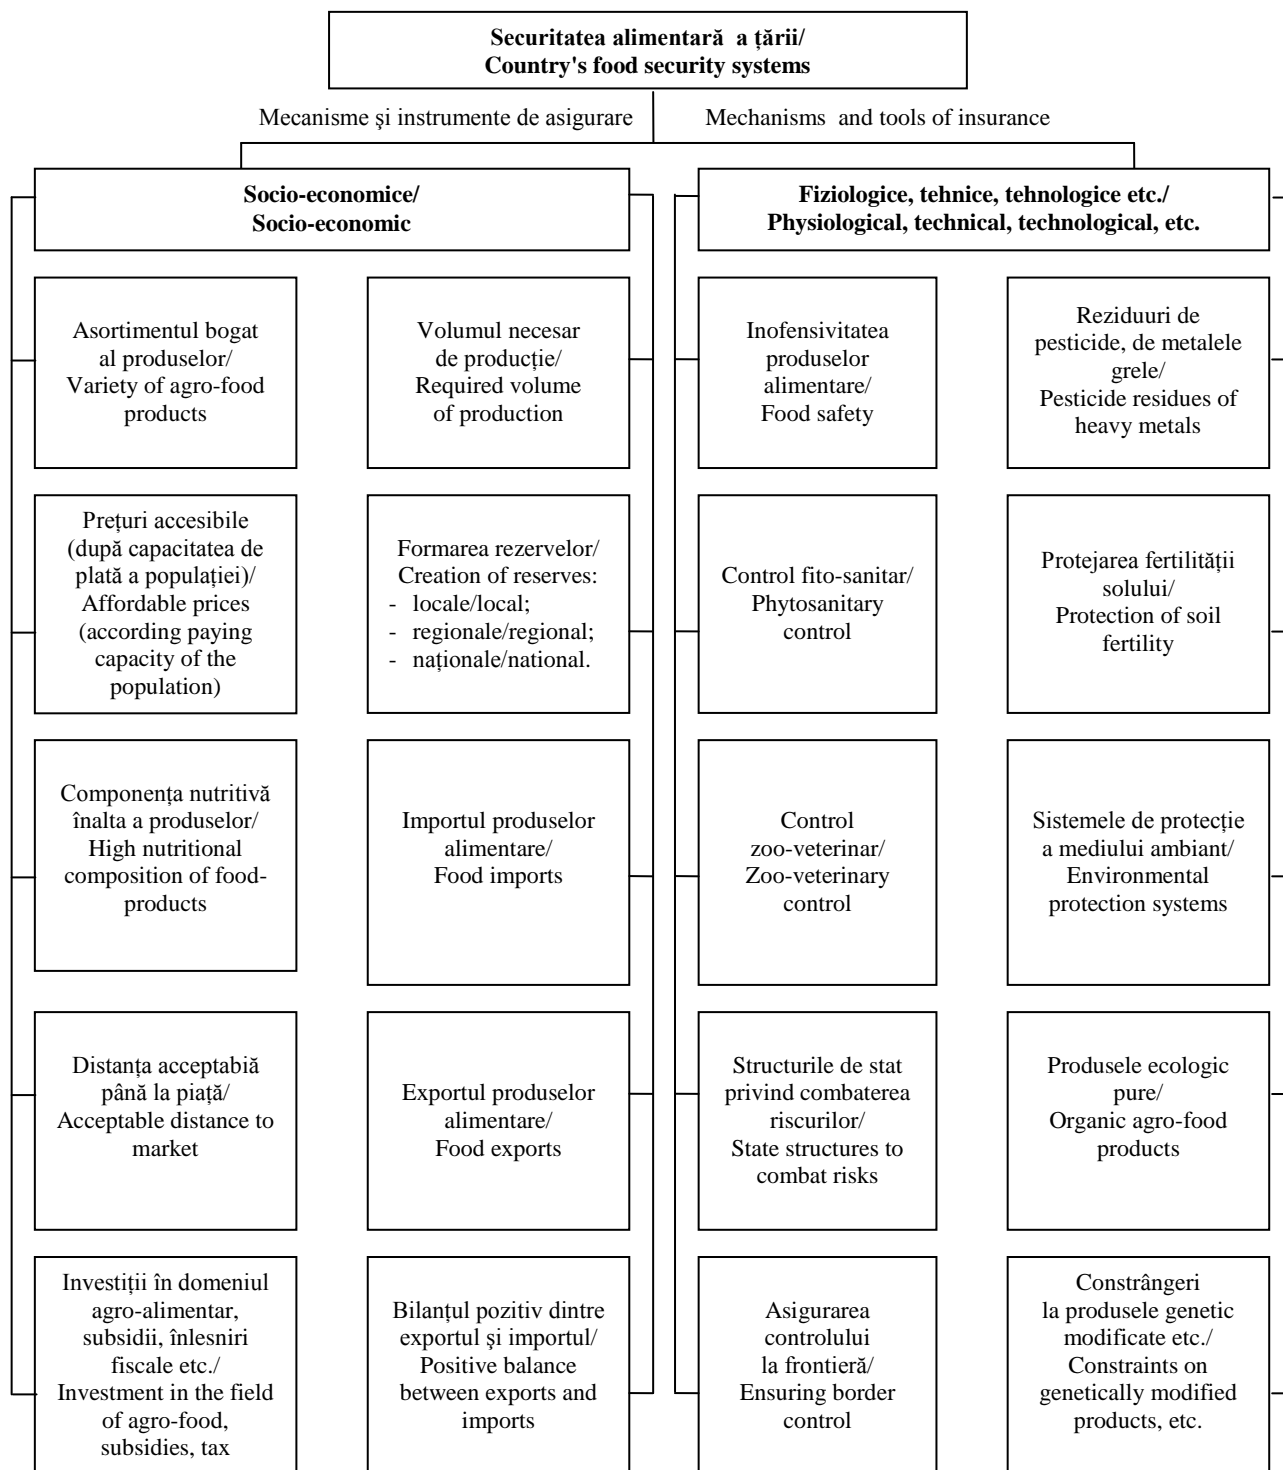 Securitatea alimentară a țării/
Country's food security systems
Mecanisme şi instrumente de asigurare
Mechanisms and tools of insurance
Socio-economice/
Socio-economic
Fiziologice, tehnice, tehnologice etc./
Physiological, technical, technological, etc.
Asortimentul bogat
al produselor/
Variety of agro-food
products
Volumul necesar
de producție/
Required volume
of production
Inofensivitatea
produselor
alimentare/
Food safety
Reziduuri de
pesticide, de metalele
grele/
Pesticide residues of
heavy metals
Prețuri accesibile
(după capacitatea de
plată a populației)/
Affordable prices
(according paying
capacity of the
population)
Formarea rezervelor/
Creation of reserves:
- locale/local;
- regionale/regional;
- naționale/national.
Control fito-sanitar/
Phytosanitary
control
Protejarea fertilității
solului/
Protection of soil
fertility
Componența nutritivă
înalta a produselor/
High nutritional
composition of food-
products
Importul produselor
alimentare/
Food imports
Control
zoo-veterinar/
Zoo-veterinary
control
Sistemele de protecție
a mediului ambiant/
Environmental
protection systems
Distanța acceptabiă
până la piață/
Acceptable distance to
market
Exportul produselor
alimentare/
Food exports
Structurile de stat
privind combaterea
riscurilor/
State structures to
combat risks
Produsele ecologic
pure/
Organic agro-food
products
Investiții în domeniul
agro-alimentar,
subsidii, înlesniri
fiscale etc./
Investment in the field
of agro-food,
subsidies, tax
Bilanțul pozitiv dintre
exportul şi importul/
Positive balance
between exports and
imports
Asigurarea
controlului
la frontieră/
Ensuring border
control
Constrângeri
la produsele genetic
modificate etc./
Constraints on
genetically modified
products, etc.